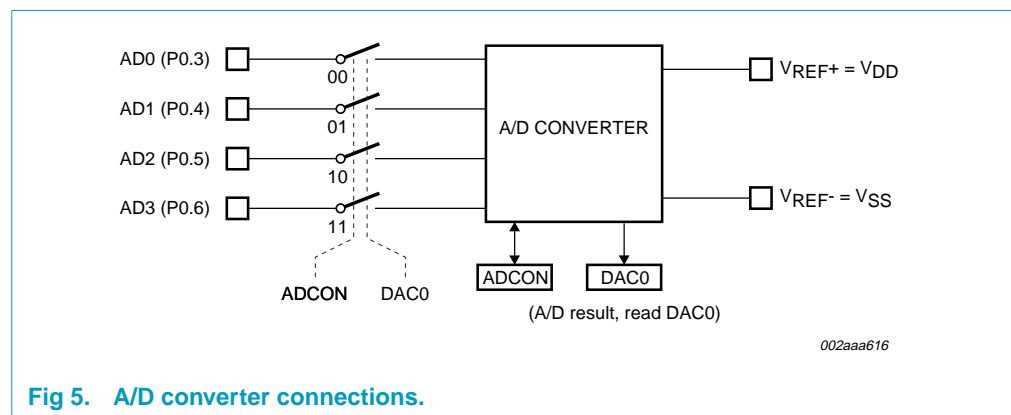 AD0 (P0.3)
00
AD1 (P0.4)
01
AD2 (P0.5)
10
AD3 (P0.6)
11
ADCON DAC0
A/D CONVERTER
VREF+ = VDD
VREF- = VSS
ADCON DAC0
(A/D result, read DAC0)
002aaa616
Fig 5. A/D converter connections.